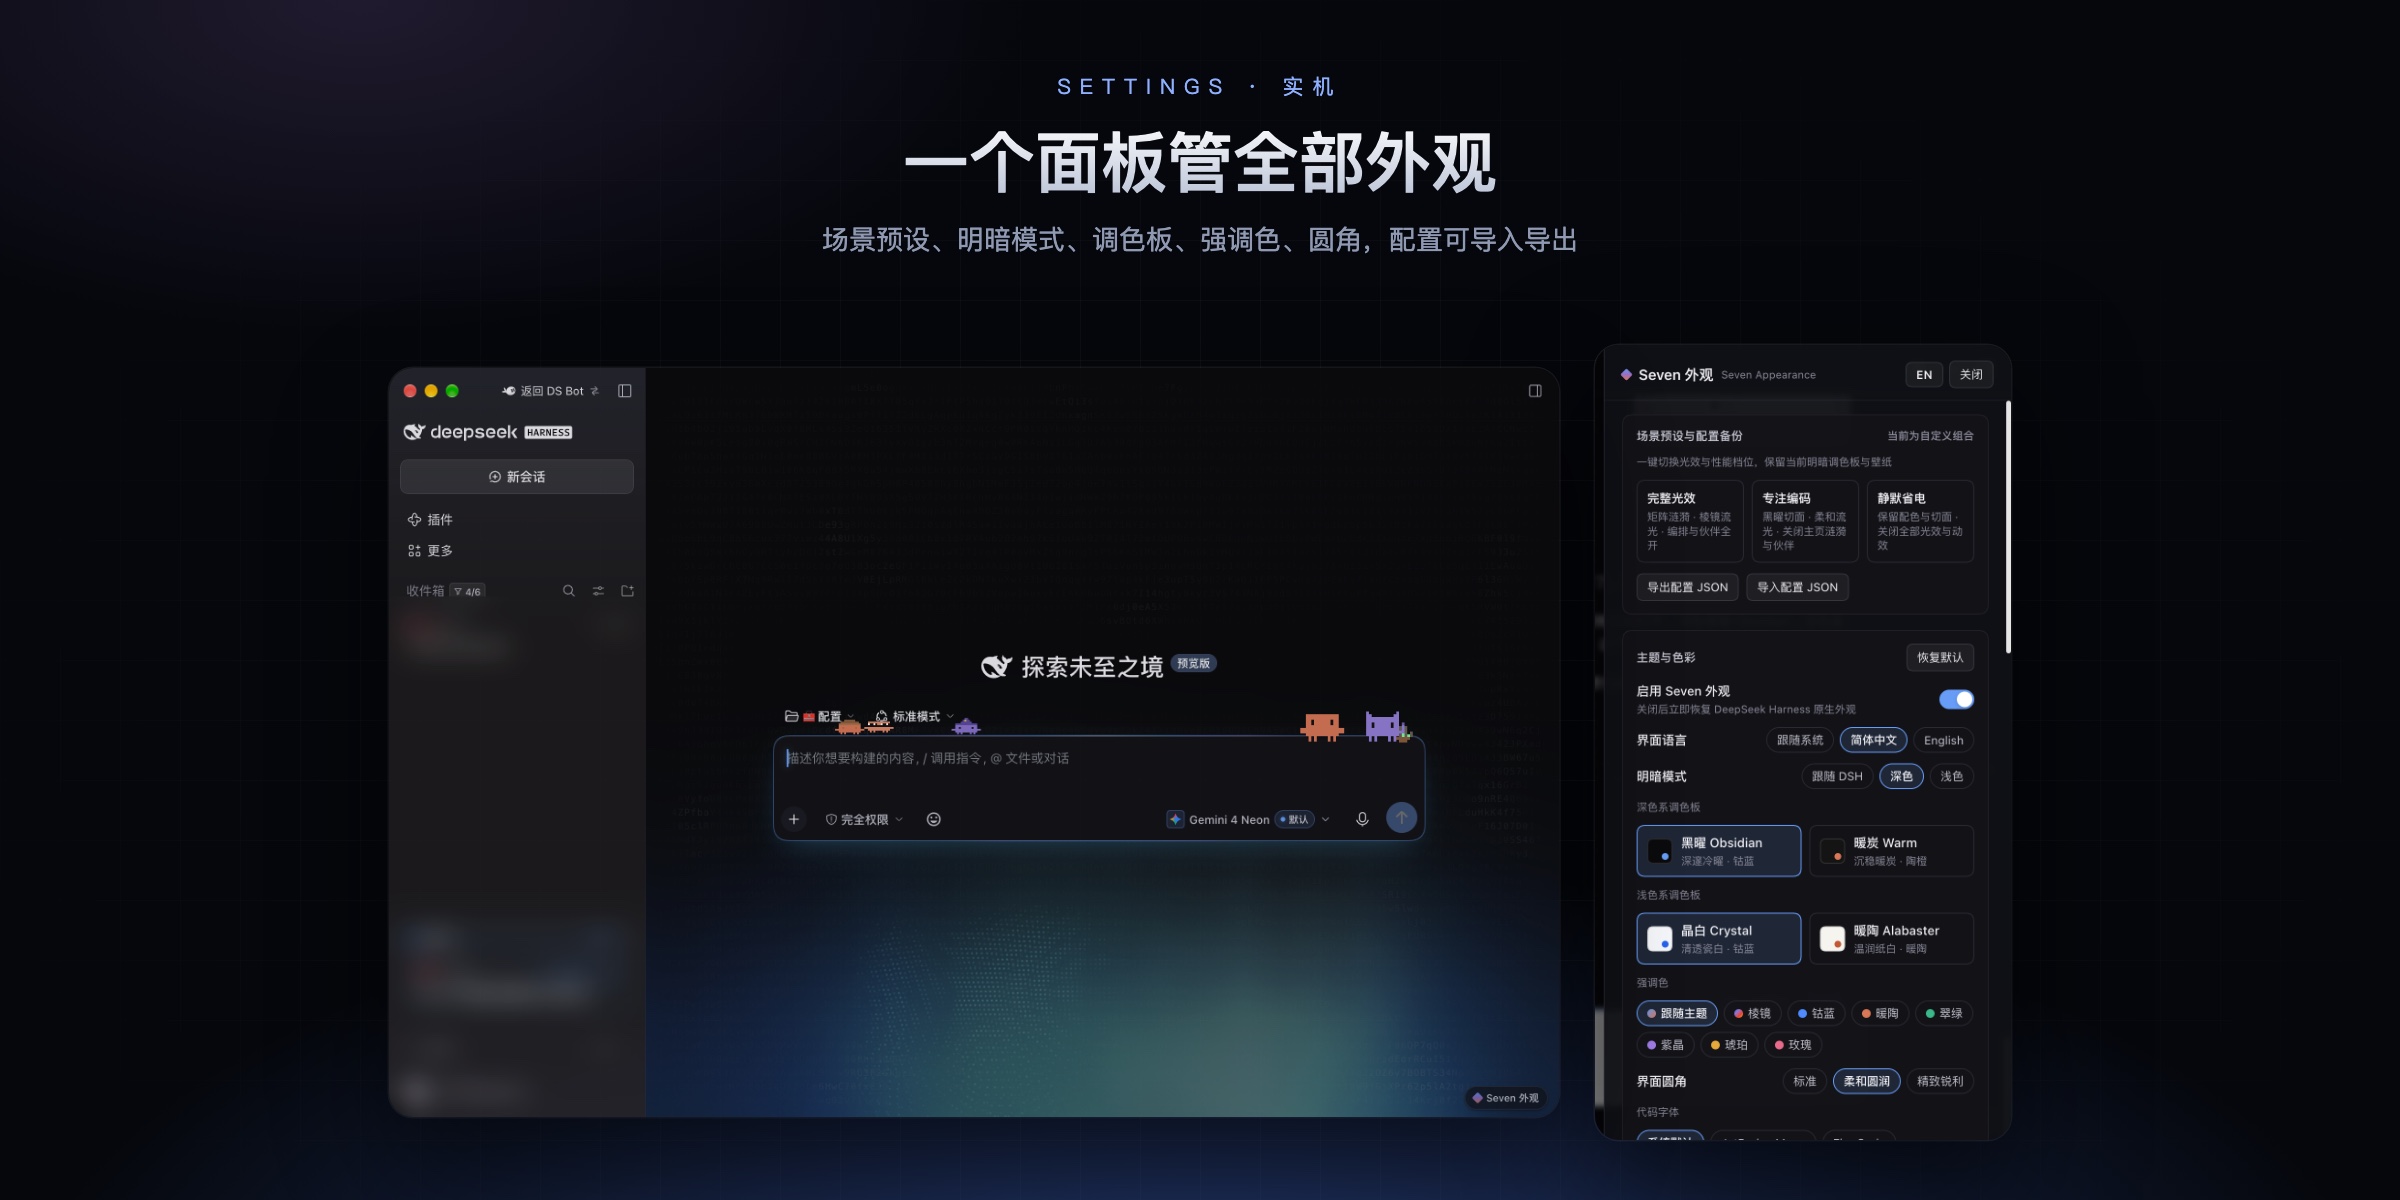 SETTINGS · 实机
一个面板管全部外观
场景预设、明暗模式、调色板、强调色、圆角，配置可导入导出
返回 DS Bot
deepseek HARNESS
新会话
插件
更多
收件箱 4/6
探索未至之境 预览版
配置 标准模式
描述你想要构建的内容, / 调用指令, @ 文件或对话
完全权限 Gemini 4 Neon 默认
Seven 外观
Seven 外观 Seven Appearance EN 关闭
场景预设与配置备份 当前为自定义组合
一键切换光效与性能档位，保留当前明暗调色板与壁纸
完整光效
矩阵涟漪 · 棱镜流
光 · 编排与伙伴全
开
专注编码
黑曜切面 · 柔和流
光 · 关闭主页涟漪
与伙伴
静默省电
保留配色与切面 ·
关闭全部光效与动
效
导出配置 JSON 导入配置 JSON
主题与色彩 恢复默认
启用 Seven 外观
关闭后立即恢复 DeepSeek Harness 原生外观
界面语言 跟随系统 简体中文 English
明暗模式 跟随 DSH 深色 浅色
深色系调色板
黑曜 Obsidian
深邃冷曜 · 钴蓝
暖炭 Warm
沉稳暖炭 · 陶橙
浅色系调色板
晶白 Crystal
清透瓷白 · 钴蓝
暖陶 Alabaster
温润纸白 · 暖陶
强调色
跟随主题 棱镜 钴蓝 暖陶 翠绿
紫晶 琥珀 玫瑰
界面圆角 标准 柔和圆润 精致锐利
代码字体